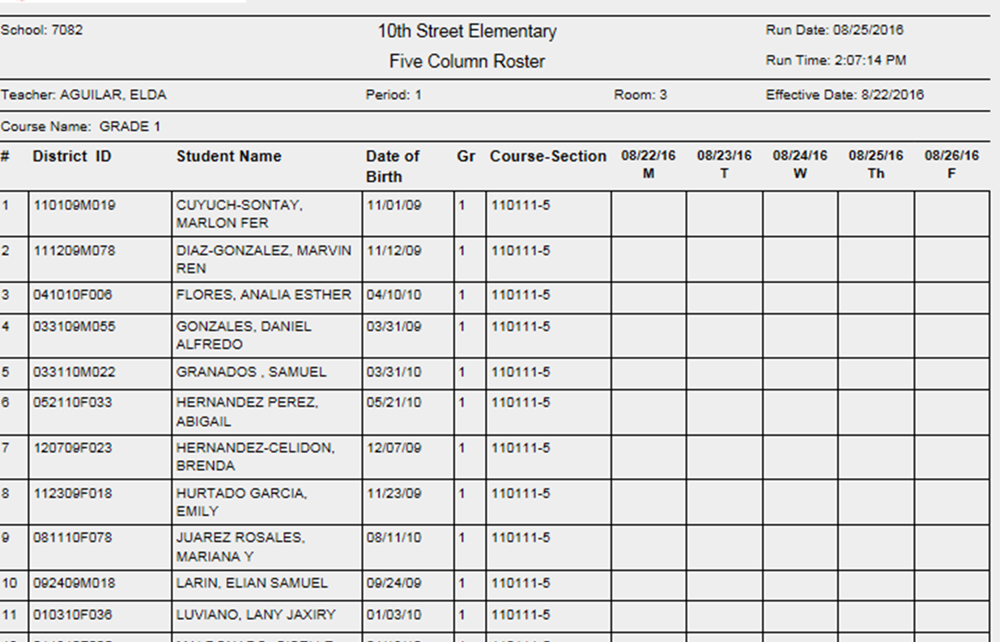 School: 7082 10th Street Elementary Run Date: 08/25/2016
Five Column Roster Run Time: 2:07:14 PM
Teacher: AGUILAR, ELDA Period: 1 Room: 3 Effective Date: 8/22/2016
Course Name: GRADE 1
# District ID Student Name Date of Gr Course-Section 08/22/16 08/23/16 08/24/16 08/25/16 08/26/16
Birth M T W Th F
1 110109M019 CUYUCH-SONTAY, 11/01/09 1 110111-5
MARLON FER
2 111209M078 DIAZ-GONZALEZ, MARVIN 11/12/09 1 110111-5
REN
3 041010F006 FLORES, ANALIA ESTHER 04/10/10 1 110111-5
4 033109M055 GONZALES, DANIEL 03/31/09 1 110111-5
ALFREDO
5 033110M022 GRANADOS , SAMUEL 03/31/10 1 110111-5
6 052110F033 HERNANDEZ PEREZ, 05/21/10 1 110111-5
ABIGAIL
7 120709F023 HERNANDEZ-CELIDON, 12/07/09 1 110111-5
BRENDA
8 112309F018 HURTADO GARCIA, 11/23/09 1 110111-5
EMILY
9 081110F078 JUAREZ ROSALES, 08/11/10 1 110111-5
MARIANA Y
10 092409M018 LARIN, ELIAN SAMUEL 09/24/09 1 110111-5
11 010310F036 LUVIANO, LANY JAXIRY 01/03/10 1 110111-5